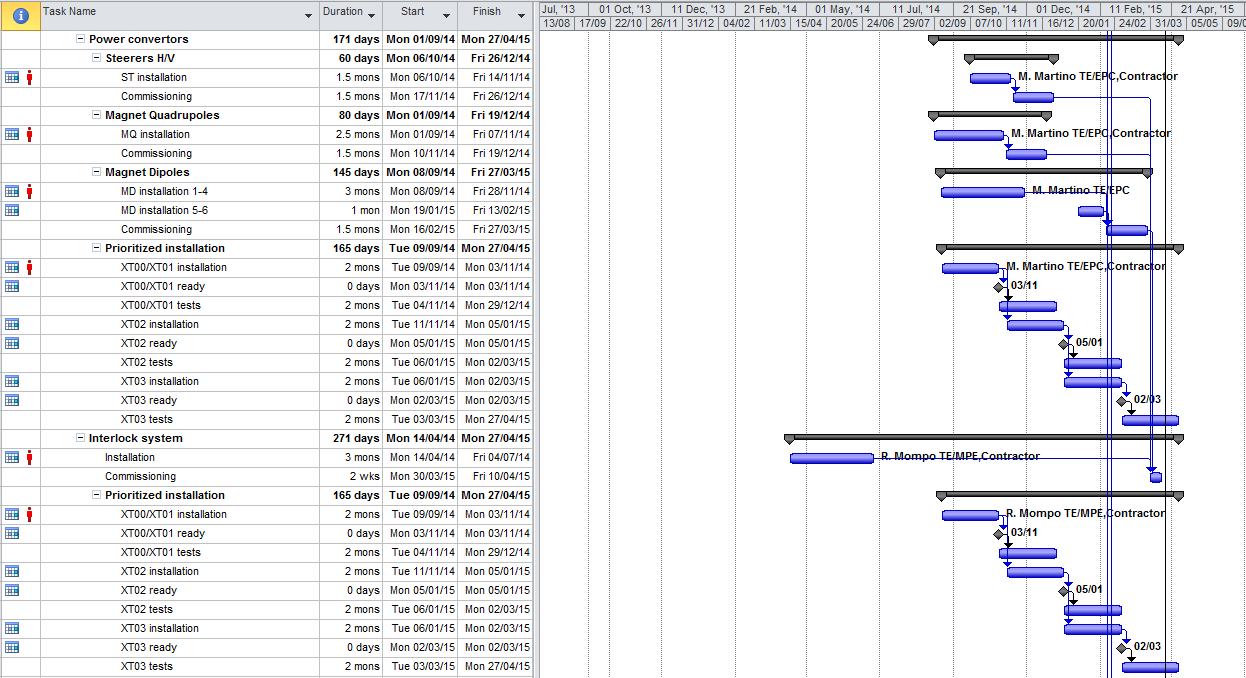 Task Name Duration Start Finish Jul, '13 01 Oct, '13 11 Dec, '13 21 Feb, '14 01 May, '14 11 Jul, '14 21 Sep, '14 01 Dec, '14 11 Feb, '15 21 Apr, '15
13/08 17/09 22/10 26/11 31/12 04/02 11/03 15/04 20/05 24/06 29/07 02/09 07/10 11/11 16/12 20/01 24/02 31/03 05/05 09/0
Power convertors 171 days Mon 01/09/14 Mon 27/04/15
Steerers H/V 60 days Mon 06/10/14 Fri 26/12/14
ST installation 1.5 mons Mon 06/10/14 Fri 14/11/14 M. Martino TE/EPC,Contractor
Commissioning 1.5 mons Mon 17/11/14 Fri 26/12/14
Magnet Quadrupoles 80 days Mon 01/09/14 Fri 19/12/14
MQ installation 2.5 mons Mon 01/09/14 Fri 07/11/14 M. Martino TE/EPC,Contractor
Commissioning 1.5 mons Mon 10/11/14 Fri 19/12/14
Magnet Dipoles 145 days Mon 08/09/14 Fri 27/03/15
MD installation 1-4 3 mons Mon 08/09/14 Fri 28/11/14 M. Martino TE/EPC
MD installation 5-6 1 mon Mon 19/01/15 Fri 13/02/15
Commissioning 1.5 mons Mon 16/02/15 Fri 27/03/15
Prioritized installation 165 days Tue 09/09/14 Mon 27/04/15
XT00/XT01 installation 2 mons Tue 09/09/14 Mon 03/11/14 M. Martino TE/EPC,Contractor
XT00/XT01 ready 0 days Mon 03/11/14 Mon 03/11/14 03/11
XT00/XT01 tests 2 mons Tue 04/11/14 Mon 29/12/14
XT02 installation 2 mons Tue 11/11/14 Mon 05/01/15
XT02 ready 0 days Mon 05/01/15 Mon 05/01/15 05/01
XT02 tests 2 mons Tue 06/01/15 Mon 02/03/15
XT03 installation 2 mons Tue 06/01/15 Mon 02/03/15
XT03 ready 0 days Mon 02/03/15 Mon 02/03/15 02/03
XT03 tests 2 mons Tue 03/03/15 Mon 27/04/15
Interlock system 271 days Mon 14/04/14 Mon 27/04/15
Installation 3 mons Mon 14/04/14 Fri 04/07/14 R. Mompo TE/MPE,Contractor
Commissioning 2 wks Mon 30/03/15 Fri 10/04/15
Prioritized installation 165 days Tue 09/09/14 Mon 27/04/15
XT00/XT01 installation 2 mons Tue 09/09/14 Mon 03/11/14 R. Mompo TE/MPE,Contractor
XT00/XT01 ready 0 days Mon 03/11/14 Mon 03/11/14 03/11
XT00/XT01 tests 2 mons Tue 04/11/14 Mon 29/12/14
XT02 installation 2 mons Tue 11/11/14 Mon 05/01/15
XT02 ready 0 days Mon 05/01/15 Mon 05/01/15 05/01
XT02 tests 2 mons Tue 06/01/15 Mon 02/03/15
XT03 installation 2 mons Tue 06/01/15 Mon 02/03/15
XT03 ready 0 days Mon 02/03/15 Mon 02/03/15 02/03
XT03 tests 2 mons Tue 03/03/15 Mon 27/04/15